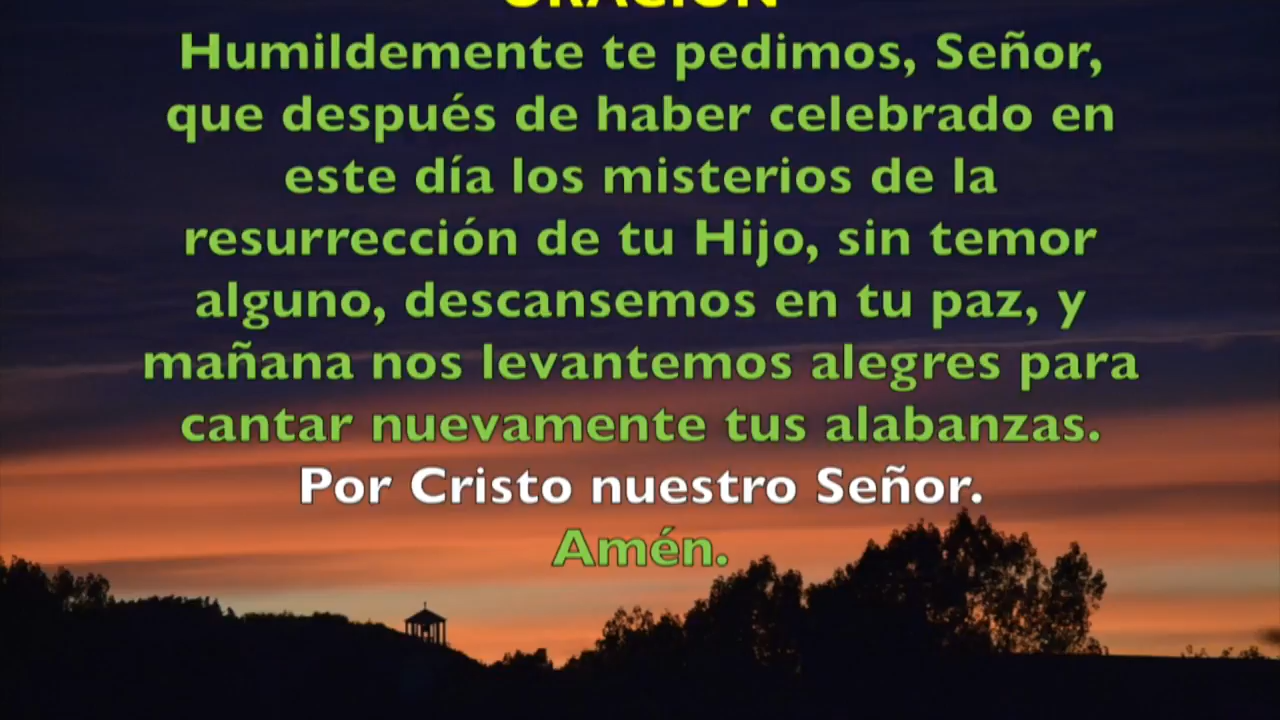 ORACIÓN
Humildemente te pedimos, Señor,
que después de haber celebrado en
este día los misterios de la
resurrección de tu Hijo, sin temor
alguno, descansemos en tu paz, y
mañana nos levantemos alegres para
cantar nuevamente tus alabanzas.
Por Cristo nuestro Señor.
Amén.